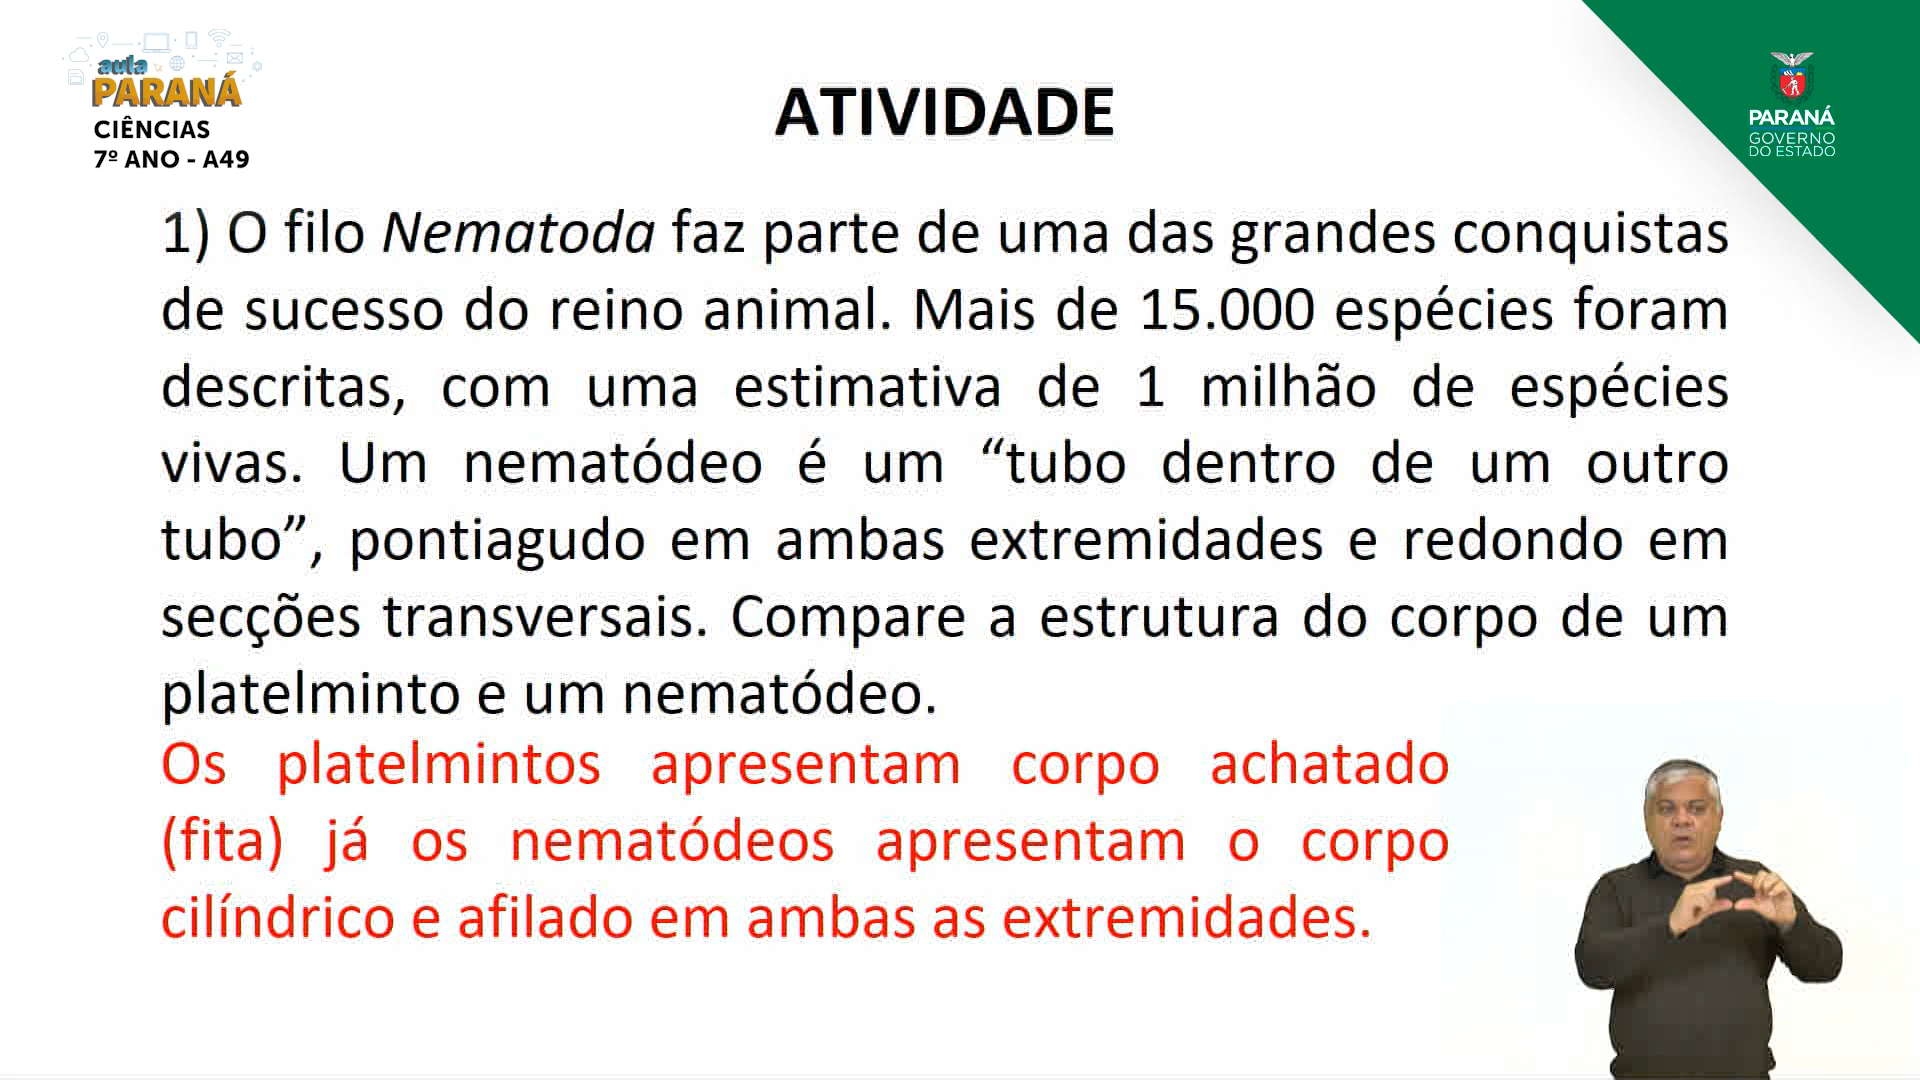 aula
PARANÁ
CIÊNCIAS
7º ANO - A49
ATIVIDADE
PARANÁ
GOVERNO
DO ESTADO
1) O filo Nematoda faz parte de uma das grandes conquistas
de sucesso do reino animal. Mais de 15.000 espécies foram
descritas, com uma estimativa de 1 milhão de espécies
vivas. Um nematódeo é um “tubo dentro de um outro
tubo”, pontiagudo em ambas extremidades e redondo em
secções transversais. Compare a estrutura do corpo de um
platelminto e um nematódeo.
Os platelmintos apresentam corpo achatado
(fita) já os nematódeos apresentam o corpo
cilíndrico e afilado em ambas as extremidades.